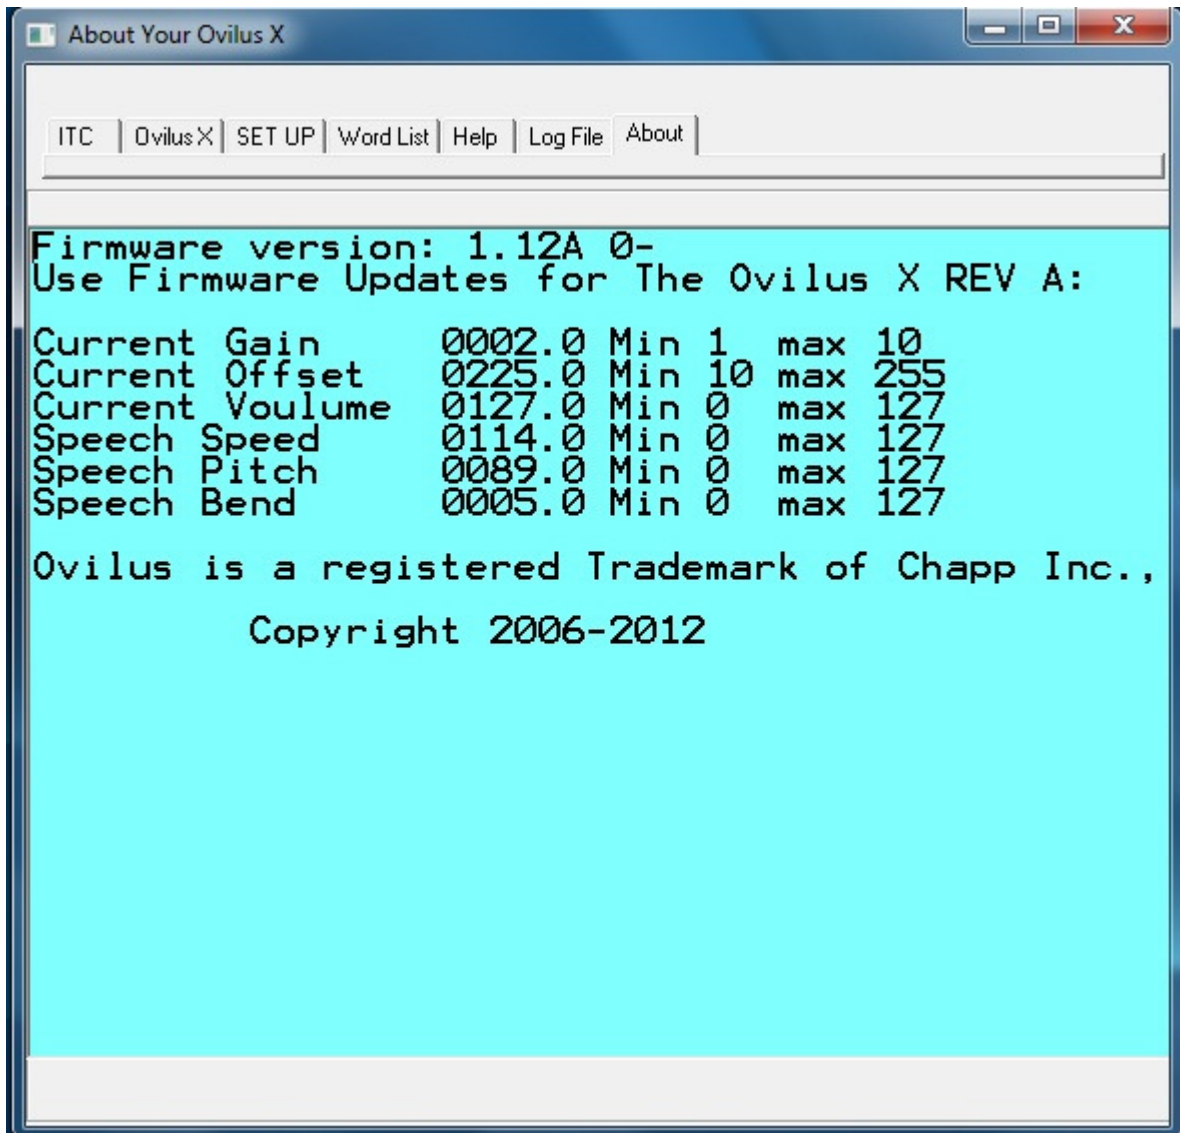 About Your Ovilus X
ITC Ovilus X SET UP Word List Help Log File About
Firmware version: 1.12A 0-
Use Firmware Updates for The Ovilus X REV A:
Current Gain 0002.0 Min 1 max 10
Current Offset 0225.0 Min 10 max 255
Current Voulume 0127.0 Min 0 max 127
Speech Speed 0114.0 Min 0 max 127
Speech Pitch 0089.0 Min 0 max 127
Speech Bend 0005.0 Min 0 max 127
Ovilus is a registered Trademark of Chapp Inc.,
Copyright 2006-2012